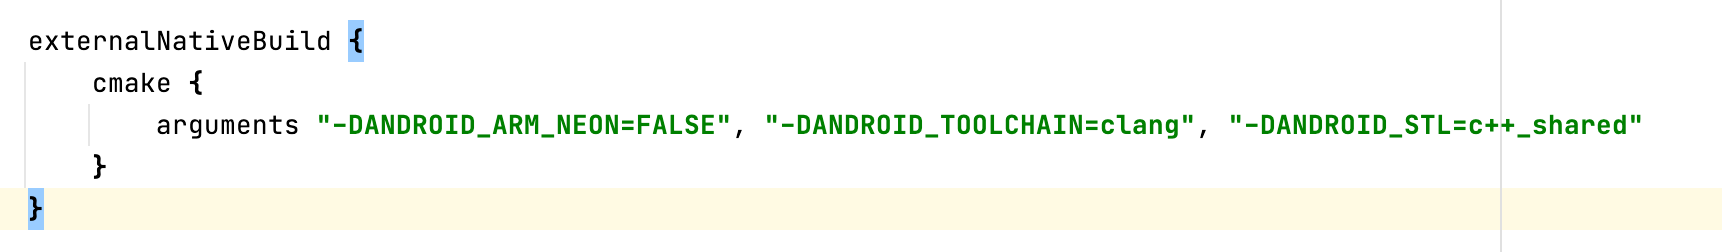 externalNativeBuild {
    cmake {
        arguments "-DANDROID_ARM_NEON=FALSE", "-DANDROID_TOOLCHAIN=clang", "-DANDROID_STL=c++_shared"
    }
}